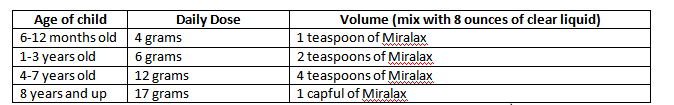 Age of child Daily Dose Volume (mix with 8 ounces of clear liquid)
6-12 months old 4 grams 1 teaspoon of Miralax
1-3 years old 6 grams 2 teaspoons of Miralax
4-7 years old 12 grams 4 teaspoons of Miralax
8 years and up 17 grams 1 capful of Miralax